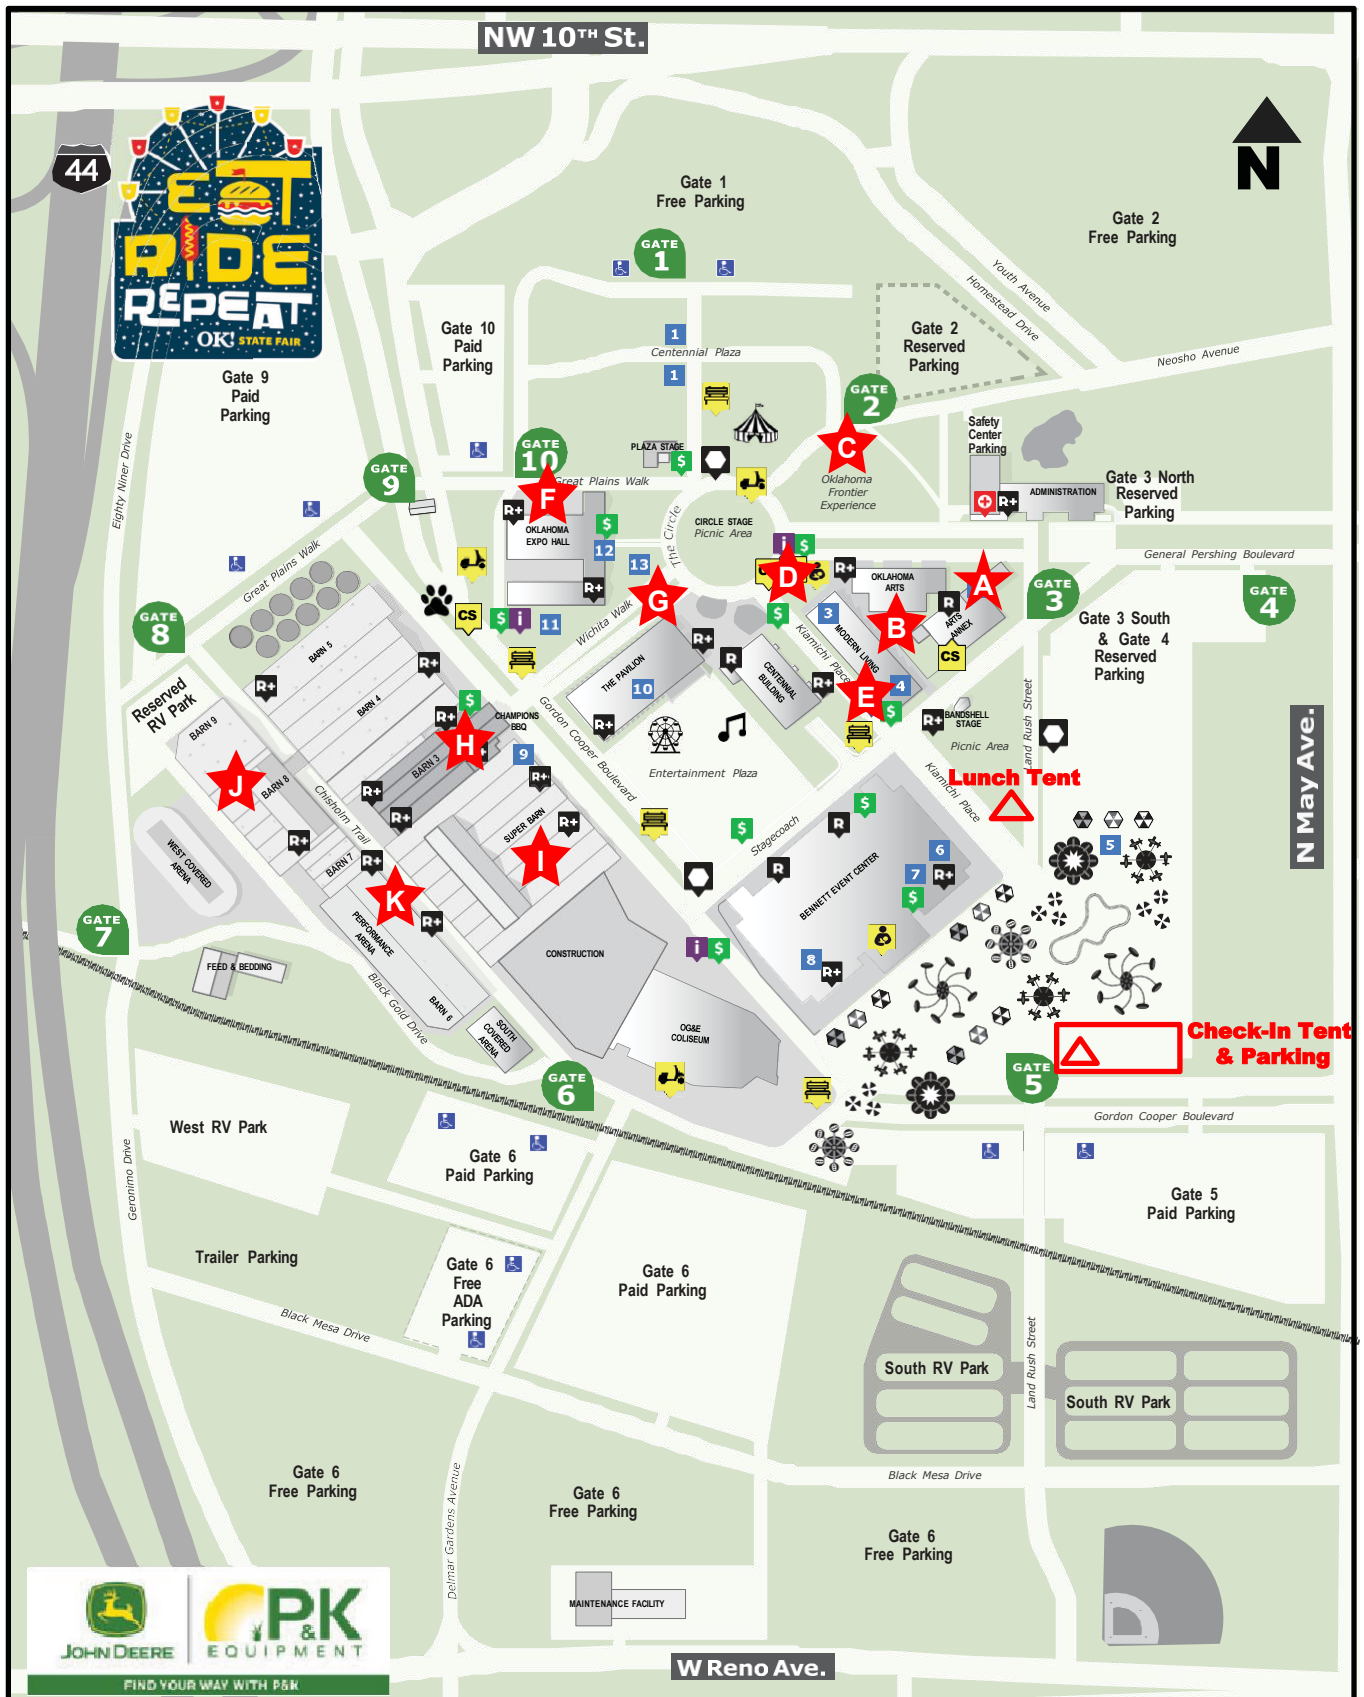 NW 10TH St.
44
EAT
RIDE
REPEAT
OK! STATE FAIR
N
Gate 1
Free Parking
Gate 2
Free Parking
GATE
1
Youth Avenue
Homestead Drive
Gate 10
Paid
Parking
1
Centennial Plaza
1
Gate 2
Reserved
Parking
Neosho Avenue
Gate 9
Paid
Parking
GATE
2
Safety
Center
Parking
Eighty Niner Drive
GATE
10
PLAZA STAGE
$
C
GATE
9
F
Great Plains Walk
Oklahoma
Frontier
Experience
ADMINISTRATION
R+
Gate 3 North
Reserved
Parking
R+
OKLAHOMA
EXPO HALL
$
12
The Circle
CIRCLE STAGE
Picnic Area
i
$
General Pershing Boulevard
Great Plains Walk
13
D
R+
OKLAHOMA
ARTS
A
GATE
3
GATE
4
R+
G
$
3
B
R
ARTS
ANNEX
Gate 3 South
& Gate 4
Reserved
Parking
GATE
8
CS
$
i
11
Wichita Walk
Kiamichi Place
MODERN LIVING
CS
BARN 5
R+
R+
THE PAVILION
10
R+
R
CENTENNIAL
BUILDING
R+
E
4
$
R+
BANDSHELL
STAGE
Picnic Area
Land Rush Street
Reserved
RV Park
BARN 4
$
R+
CHAMPIONS
BBQ
Gordon Cooper Boulevard
R+
BARN 9
H
9
N May Ave.
J
BARN 8
BARN 3
R+
R+
Entertainment Plaza
Kiamichi Place
Lunch Tent
Chisholm Trail
R+
R+
SUPER BARN
R+
$
Stagecoach
$
R
5
WEST COVERED
ARENA
R+
BARN 7
R+
I
R
BENNETT EVENT CENTER
6
7
R+
$
K
R+
GATE
7
PERFORMANCE
ARENA
CONSTRUCTION
i
$
8
R+
FEED & BEDDING
Black Gold Drive
BARN 6
SOUTH
COVERED
ARENA
OG&E
COLISEUM
Check-In Tent
& Parking
GATE
6
GATE
5
Gordon Cooper Boulevard
West RV Park
Geronimo Drive
Gate 6
Paid Parking
Gate 5
Paid Parking
Trailer Parking
Gate 6
Free
ADA
Parking
Gate 6
Paid Parking
Black Mesa Drive
Land Rush Street
South RV Park
South RV Park
Black Mesa Drive
Gate 6
Free Parking
Delmar Gardens Avenue
Gate 6
Free Parking
Gate 6
Free Parking
MAINTENANCE FACILITY
JOHN DEERE
P&K
EQUIPMENT
FIND YOUR WAY WITH P&K
W Reno Ave.